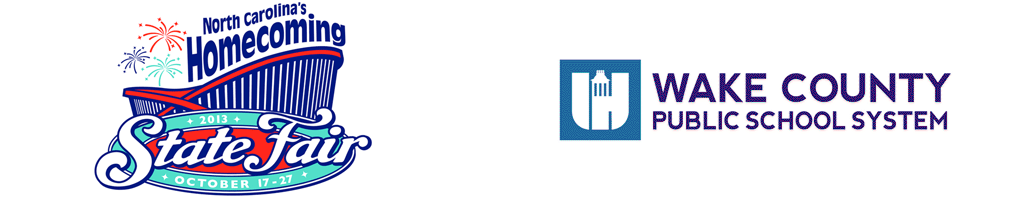 North Carolina's
Homecoming
2013
State Fair
OCTOBER 17-27
WAKE COUNTY
PUBLIC SCHOOL SYSTEM